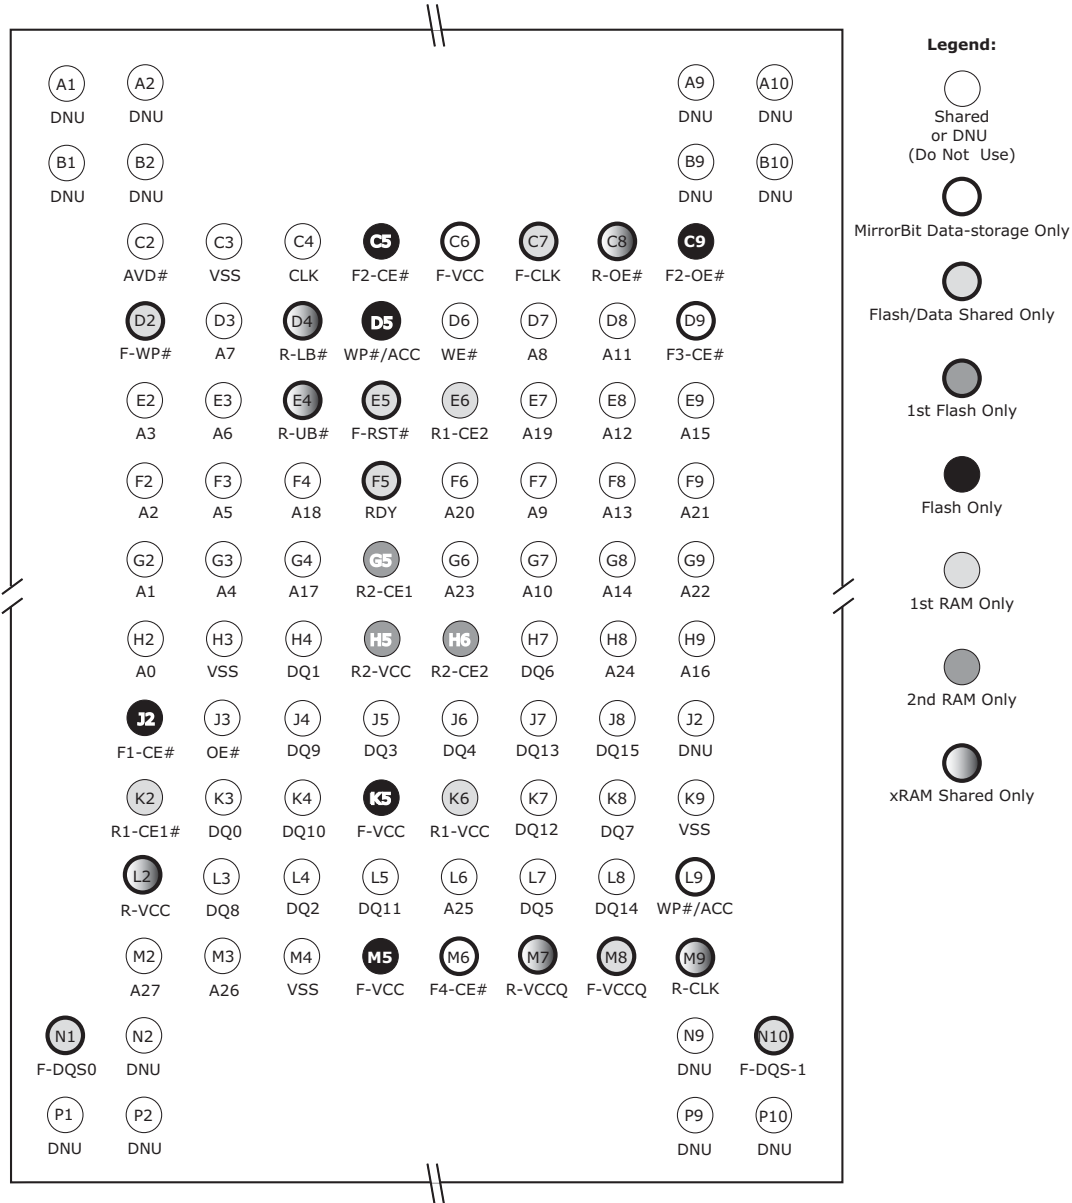 Legend:
A1 A2 A9 A10
DNU DNU DNU DNU
Shared
or DNU
(Do Not Use)
B1 B2 B9 B10
DNU DNU DNU DNU
MirrorBit Data-storage Only
C2 C3 C4 C5 C6 C7 C8 C9
AVD# VSS CLK F2-CE# F-VCC F-CLK R-OE# F2-OE#
Flash/Data Shared Only
D2 D3 D4 D5 D6 D7 D8 D9
F-WP# A7 R-LB# WP#/ACC WE# A8 A11 F3-CE#
1st Flash Only
E2 E3 E4 E5 E6 E7 E8 E9
A3 A6 R-UB# F-RST# R1-CE2 A19 A12 A15
Flash Only
F2 F3 F4 F5 F6 F7 F8 F9
A2 A5 A18 RDY A20 A9 A13 A21
1st RAM Only
G2 G3 G4 G5 G6 G7 G8 G9
A1 A4 A17 R2-CE1 A23 A10 A14 A22
2nd RAM Only
H2 H3 H4 H5 H6 H7 H8 H9
A0 VSS DQ1 R2-VCC R2-CE2 DQ6 A24 A16
J2 J3 J4 J5 J6 J7 J8 J2
F1-CE# OE# DQ9 DQ3 DQ4 DQ13 DQ15 DNU
xRAM Shared Only
K2 K3 K4 K5 K6 K7 K8 K9
R1-CE1# DQ0 DQ10 F-VCC R1-VCC DQ12 DQ7 VSS
L2 L3 L4 L5 L6 L7 L8 L9
R-VCC DQ8 DQ2 DQ11 A25 DQ5 DQ14 WP#/ACC
M2 M3 M4 M5 M6 M7 M8 M9
A27 A26 VSS F-VCC F4-CE# R-VCCQ F-VCCQ R-CLK
N1 N2 N9 N10
F-DQS0 DNU DNU F-DQS-1
P1 P2 P9 P10
DNU DNU DNU DNU